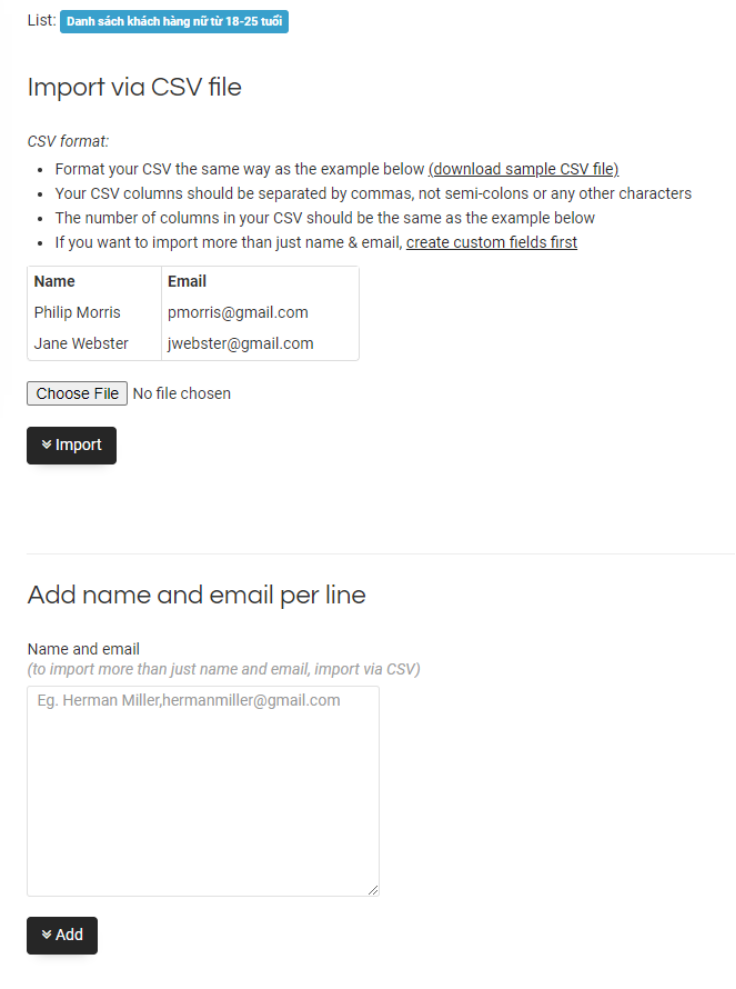 List: Danh sách khách hàng nữ từ 18-25 tuổi
Import via CSV file
CSV format:
Format your CSV the same way as the example below (download sample CSV file)
Your CSV columns should be separated by commas, not semi-colons or any other characters
The number of columns in your CSV should be the same as the example below
If you want to import more than just name & email, create custom fields first
Name Email
Philip Morris pmorris@gmail.com
Jane Webster jwebster@gmail.com
Choose File No file chosen
Import
Add name and email per line
Name and email
(to import more than just name and email, import via CSV)
Eg. Herman Miller,hermanmiller@gmail.com
Add